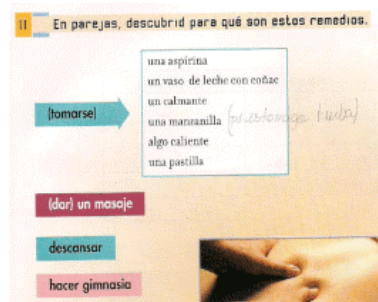 11 En parejas, descubrid para qué son estos remedios.
una aspirina
un vaso de leche con coñac
un calmante
(tomarse) una manzanilla
algo caliente
una pastilla
(dar) un masaje
descansar
hacer gimnasia